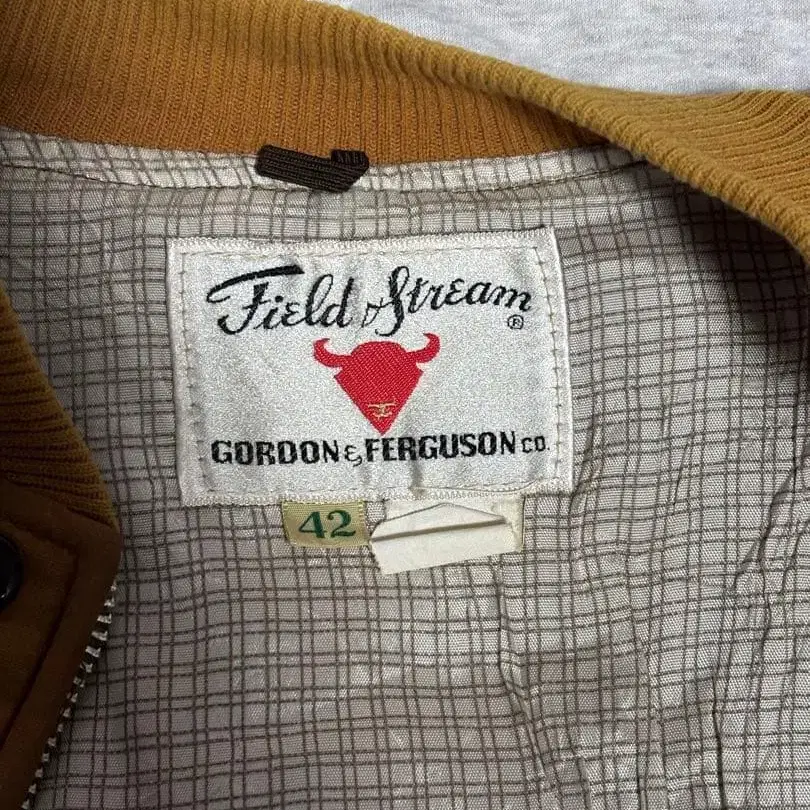 Field & Stream ®
GORDON & FERGUSON CO.
42